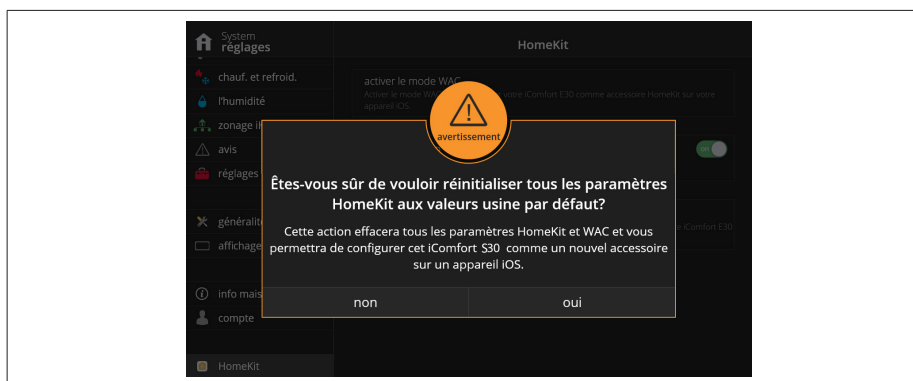 System
réglages
HomeKit
chauf. et refroid.
l'humidité
zonage
avis
réglages
affichage
info
compte
HomeKit
activer le mode WAC
Activer le mode votre iComfort E30 comme accessoire HomeKit sur votre
appareil iOS.
ON
iComfort E30
avertissement
Êtes-vous sûr de vouloir réinitialiser tous les paramètres
HomeKit aux valeurs usine par défaut?
Cette action effacera tous les paramètres HomeKit et WAC et vous
permettra de configurer cet iComfort S30 comme un nouvel accessoire
sur un appareil iOS.
non
oui